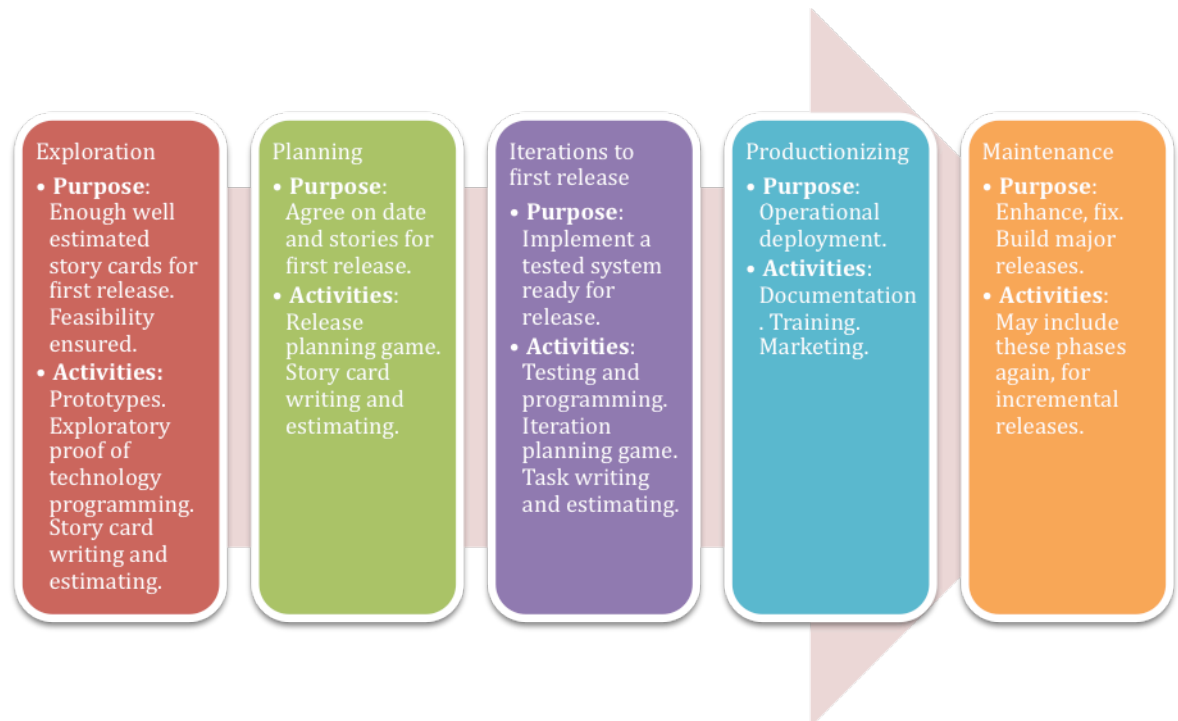 Exploration
• Purpose:
Enough well
estimated
story cards for
first release.
Feasibility
ensured.
• Activities:
Prototypes.
Exploratory
proof of
technology
programming.
Story card
writing and
estimating.
Planning
• Purpose:
Agree on date
and stories for
first release.
• Activities:
Release
planning game.
Story card
writing and
estimating.
Iterations to
first release
• Purpose:
Implement a
tested system
ready for
release.
• Activities:
Testing and
programming.
Iteration
planning game.
Task writing
and estimating.
Productionizing
• Purpose:
Operational
deployment.
• Activities:
Documentation
. Training.
Marketing.
Maintenance
• Purpose:
Enhance, fix.
Build major
releases.
• Activities:
May include
these phases
again, for
incremental
releases.